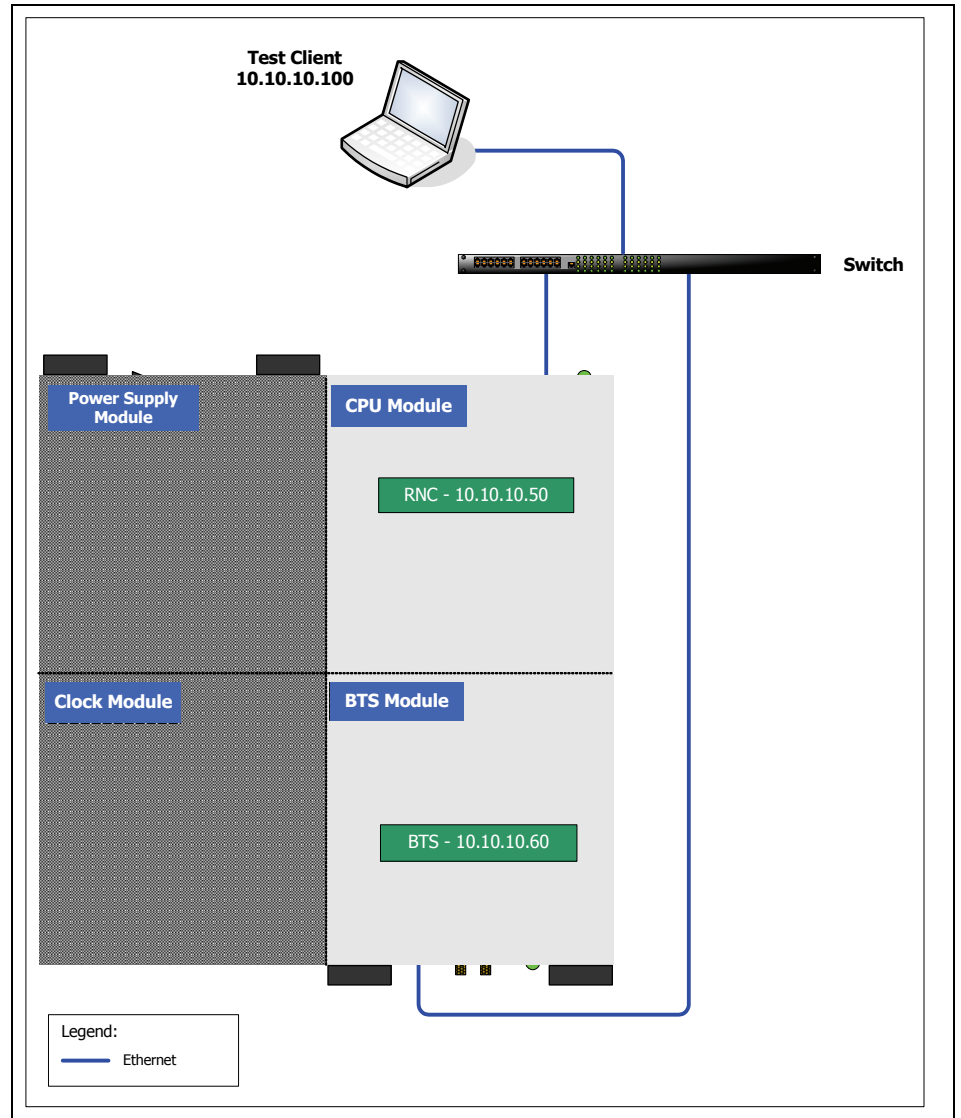 Test Client
10.10.10.100
Switch
Power Supply
Module
CPU Module
RNC - 10.10.10.50
Clock Module
BTS Module
BTS - 10.10.10.60
Legend:
Ethernet